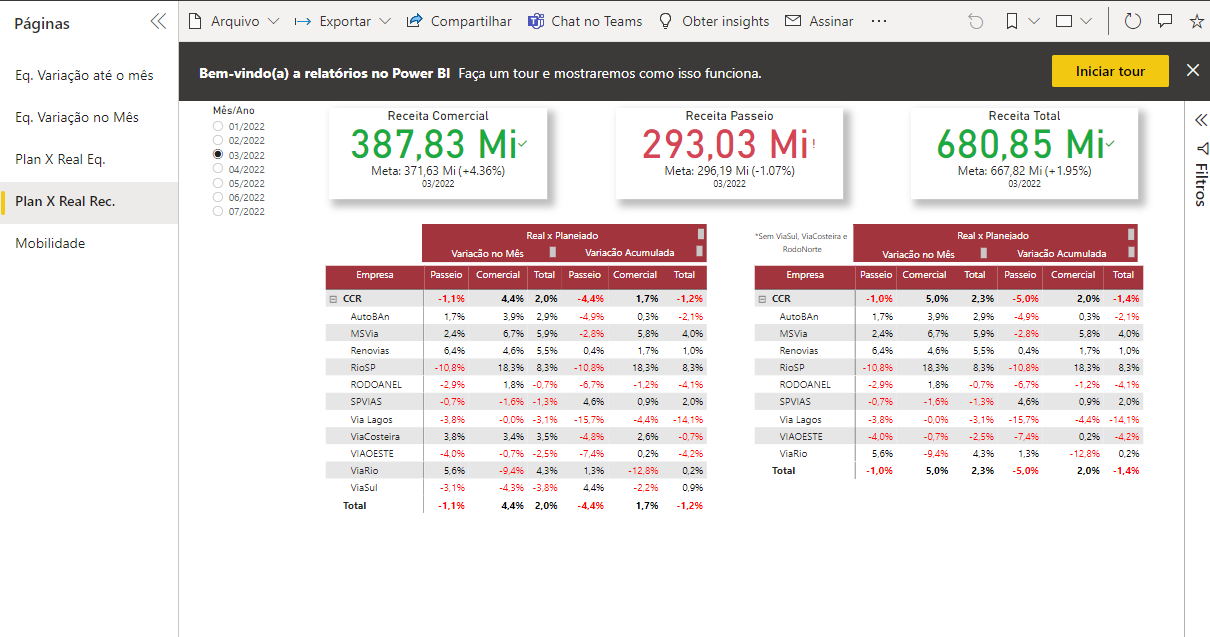 Páginas
Eq. Variação até o mês
Eq. Variação no Mês
Plan X Real Eq.
Plan X Real Rec.
Mobilidade
Arquivo Exportar Compartilhar Chat no Teams Obter insights Assinar ...
Bem-vindo(a) a relatórios no Power BI Faça um tour e mostraremos como isso funciona.
Iniciar tour
Filtros
Mês/Ano
01/2022
02/2022
03/2022
04/2022
05/2022
06/2022
07/2022
Receita Comercial
387,83 Mi
Meta: 371,63 Mi (+4.36%)
03/2022
Receita Passeio
293,03 Mi!
Meta: 296,19 Mi (-1.07%)
03/2022
Receita Total
680,85 Mi
Meta: 667,82 Mi (+1.95%)
03/2022
Real x Planejado
Variacão no Mês Variacão Acumulada
Empresa Passeio Comercial Total Passeio Comercial Total
CCR -1,1% 4,4% 2,0% -4,4% 1,7% -1,2%
AutoBAn 1,7% 3,9% 2,9% -4,9% 0,3% -2,1%
MSVia 2,4% 6,7% 5,9% -2,8% 5,8% 4,0%
Renovias 6,4% 4,6% 5,5% 0,4% 1,7% 1,0%
RioSP -10,8% 18,3% 8,3% -10,8% 18,3% 8,3%
RODOANEL -2,9% 1,8% -0,7% -6,7% -1,2% -4,1%
SPVIAS -0,7% -1,6% -1,3% 4,6% 0,9% 2,0%
Via Lagos -3,8% -0,0% -3,1% -15,7% -4,4% -14,1%
ViaCosteira 3,8% 3,4% 3,5% -4,8% 2,6% -0,7%
VIAOESTE -4,0% -0,7% -2,5% -7,4% 0,2% -4,2%
ViaRio 5,6% -9,4% 4,3% 1,3% -12,8% 0,2%
ViaSul -3,1% -4,3% -3,8% 4,4% -2,2% 0,9%
Total -1,1% 4,4% 2,0% -4,4% 1,7% -1,2%
*Sem ViaSul, ViaCosteira e
RodoNorte
Real x Planejado
Variacão no Mês Variacão Acumulada
Empresa Passeio Comercial Total Passeio Comercial Total
CCR -1,0% 5,0% 2,3% -5,0% 2,0% -1,4%
AutoBAn 1,7% 3,9% 2,9% -4,9% 0,3% -2,1%
MSVia 2,4% 6,7% 5,9% -2,8% 5,8% 4,0%
Renovias 6,4% 4,6% 5,5% 0,4% 1,7% 1,0%
RioSP -10,8% 18,3% 8,3% -10,8% 18,3% 8,3%
RODOANEL -2,9% 1,8% -0,7% -6,7% -1,2% -4,1%
SPVIAS -0,7% -1,6% -1,3% 4,6% 0,9% 2,0%
Via Lagos -3,8% -0,0% -3,1% -15,7% -4,4% -14,1%
VIAOESTE -4,0% -0,7% -2,5% -7,4% 0,2% -4,2%
ViaRio 5,6% -9,4% 4,3% 1,3% -12,8% 0,2%
Total -1,0% 5,0% 2,3% -5,0% 2,0% -1,4%